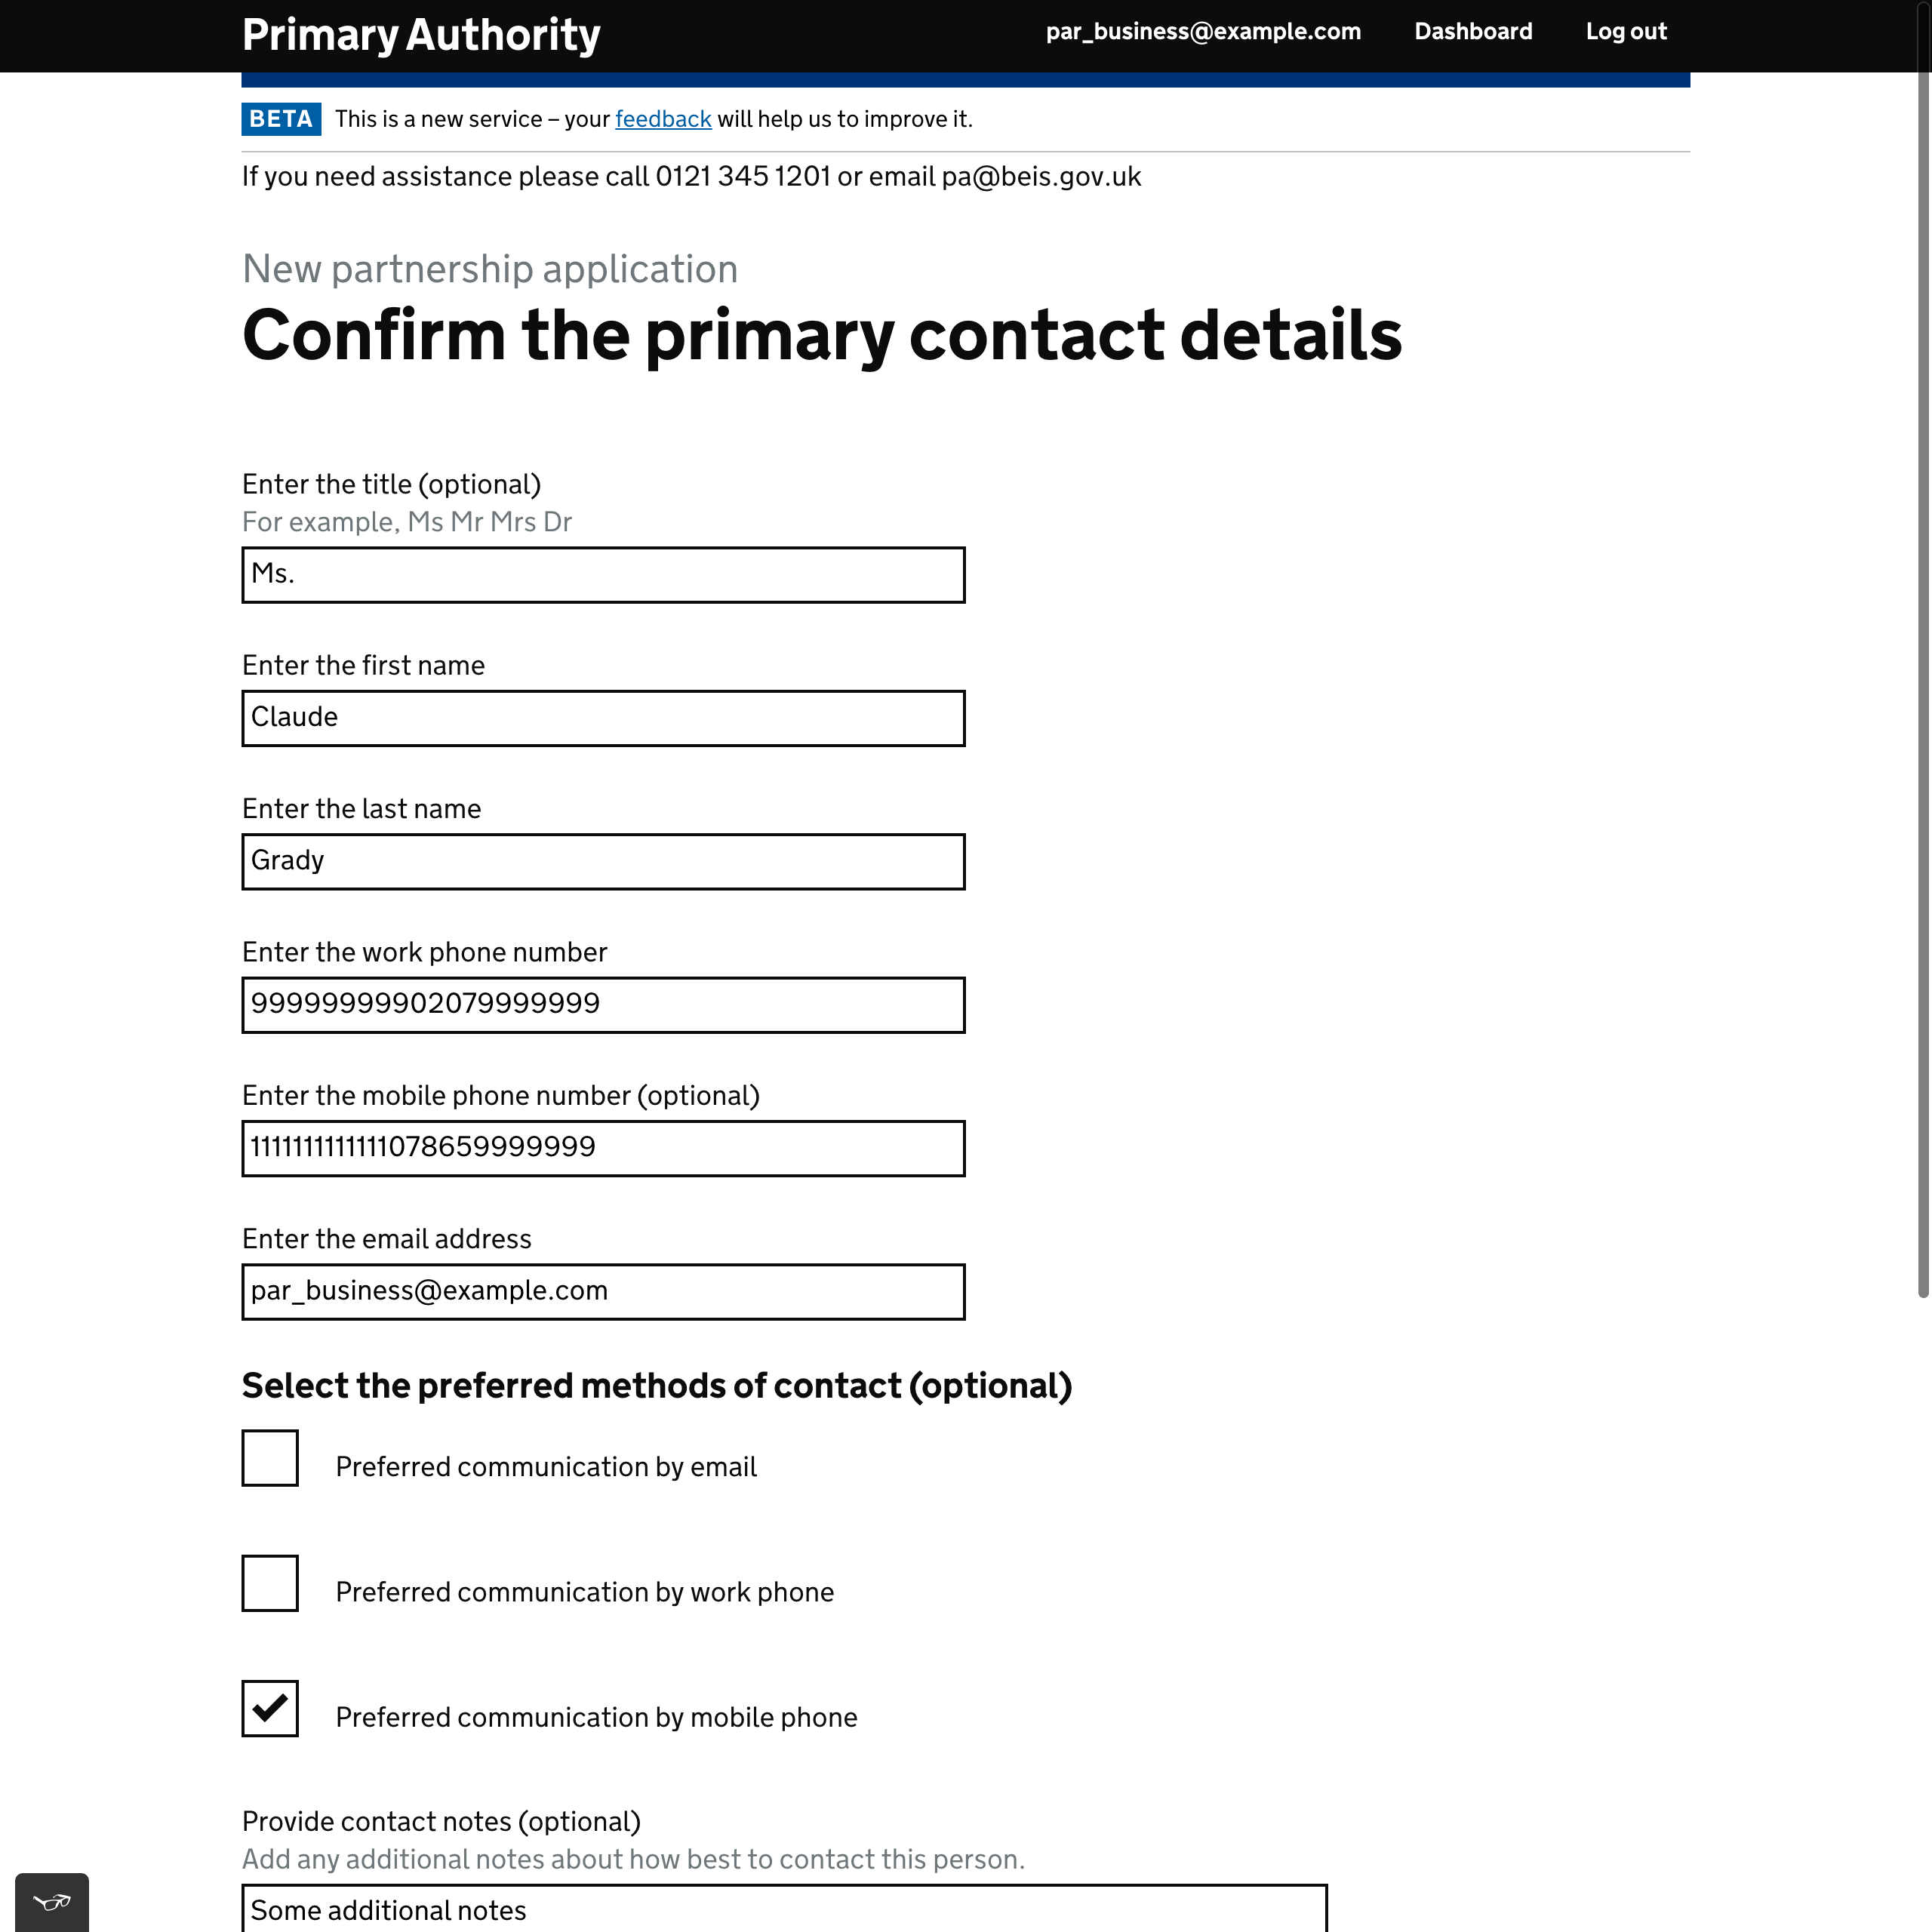 Primary Authority
par_business@example.com Dashboard Log out
BETA This is a new service – your feedback will help us to improve it.
If you need assistance please call 0121 345 1201 or email pa@beis.gov.uk
New partnership application
Confirm the primary contact details
Enter the title (optional)
For example, Ms Mr Mrs Dr
Ms.
Enter the first name
Claude
Enter the last name
Grady
Enter the work phone number
99999999902079999999
Enter the mobile phone number (optional)
1111111111111078659999999
Enter the email address
par_business@example.com
Select the preferred methods of contact (optional)
Preferred communication by email
Preferred communication by work phone
Preferred communication by mobile phone
Provide contact notes (optional)
Add any additional notes about how best to contact this person.
Some additional notes